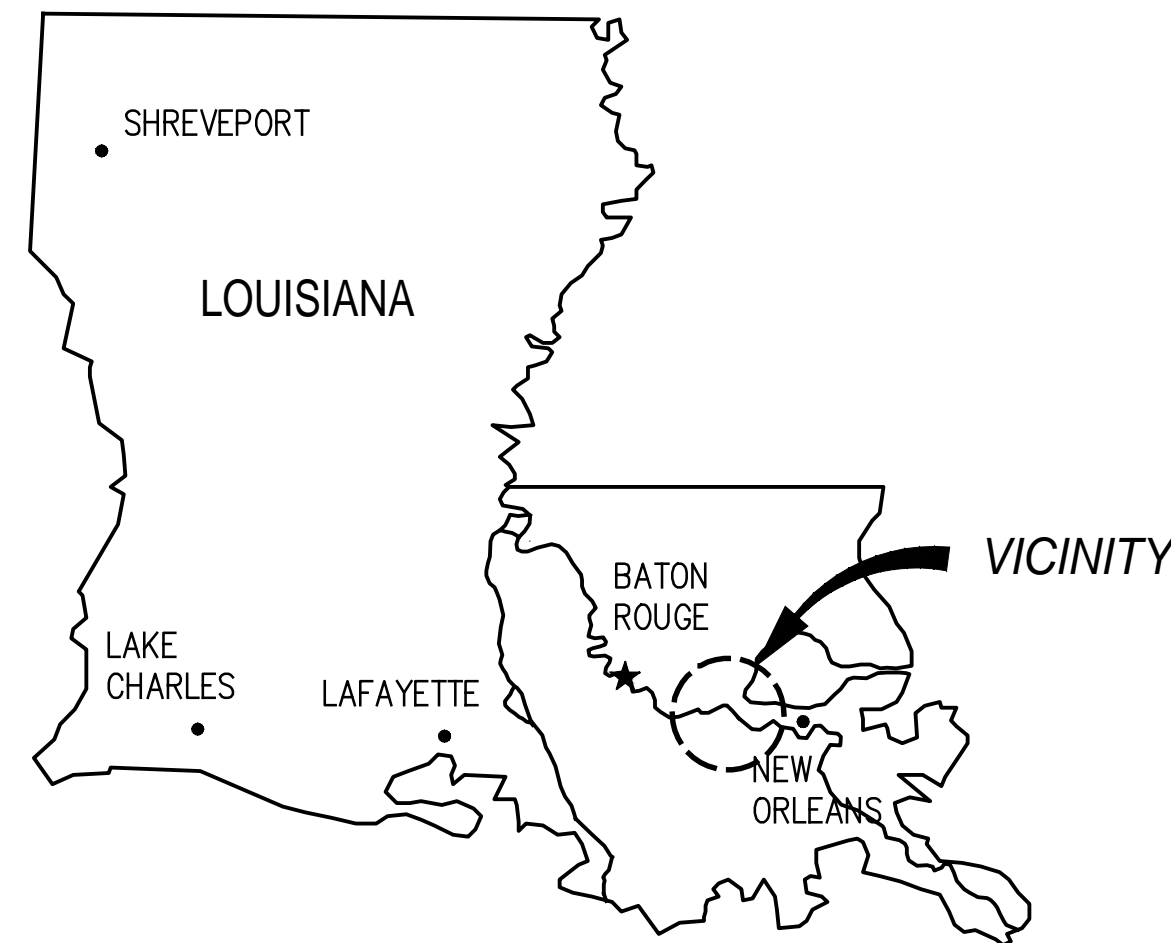 SHREVEPORT
LOUISIANA
VICINITY
BATON
ROUGE
LAKE
CHARLES
LAFAYETTE
NEW
ORLEANS